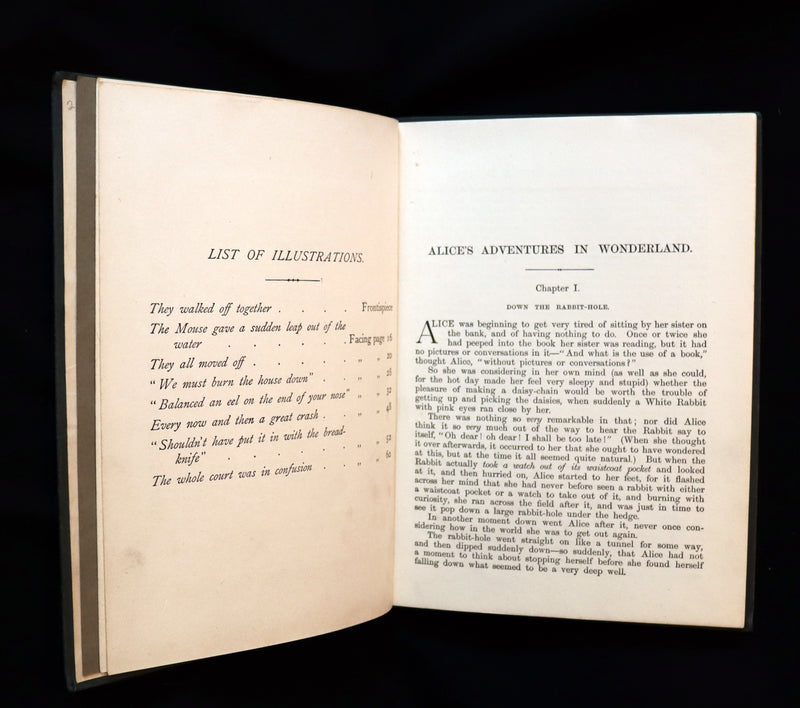 2
LIST OF ILLUSTRATIONS.
They walked off together . . . . Frontispiece
The Mouse gave a sudden leap out of the
water . . . . . . Facing page 16
They all moved off . . . . . „ „ 20
"We must burn the house down" . . „ „ 26
"Balanced an eel on the end of your nose" „ „ 32
Every now and then a great crash . . „ „ 48
"Shouldn't have put it in with the bread-
knife" . . . . . . „ „ 52
The whole court was in confusion . . „ „ 60
ALICE'S ADVENTURES IN WONDERLAND.
Chapter I.
DOWN THE RABBIT-HOLE.
ALICE was beginning to get very tired of sitting by her sister on
the bank, and of having nothing to do. Once or twice she
had peeped into the book her sister was reading, but it had
no pictures or conversations in it—"And what is the use of a book,"
thought Alice, "without pictures or conversations?"
So she was considering in her own mind (as well as she could,
for the hot day made her feel very sleepy and stupid) whether the
pleasure of making a daisy-chain would be worth the trouble of
getting up and picking the daisies, when suddenly a White Rabbit
with pink eyes ran close by her.
There was nothing so very remarkable in that; nor did Alice
think it so very much out of the way to hear the Rabbit say to
itself, "Oh dear! oh dear! I shall be too late!" (When she thought
it over afterwards, it occurred to her that she ought to have wondered
at this, but at the time it all seemed quite natural.) But when the
Rabbit actually took a watch out of its waistcoat pocket and looked
at it, and then hurried on, Alice started to her feet, for it flashed
across her mind that she had never before seen a rabbit with either
a waistcoat pocket or a watch to take out of it, and burning with
curiosity, she ran across the field after it, and was just in time to
see it pop down a large rabbit-hole under the hedge.
In another moment down went Alice after it, never once con-
sidering how in the world she was to get out again.
The rabbit-hole went straight on like a tunnel for some way,
and then dipped suddenly down—so suddenly, that Alice had not
a moment to think about stopping herself before she found herself
falling down what seemed to be a very deep well.